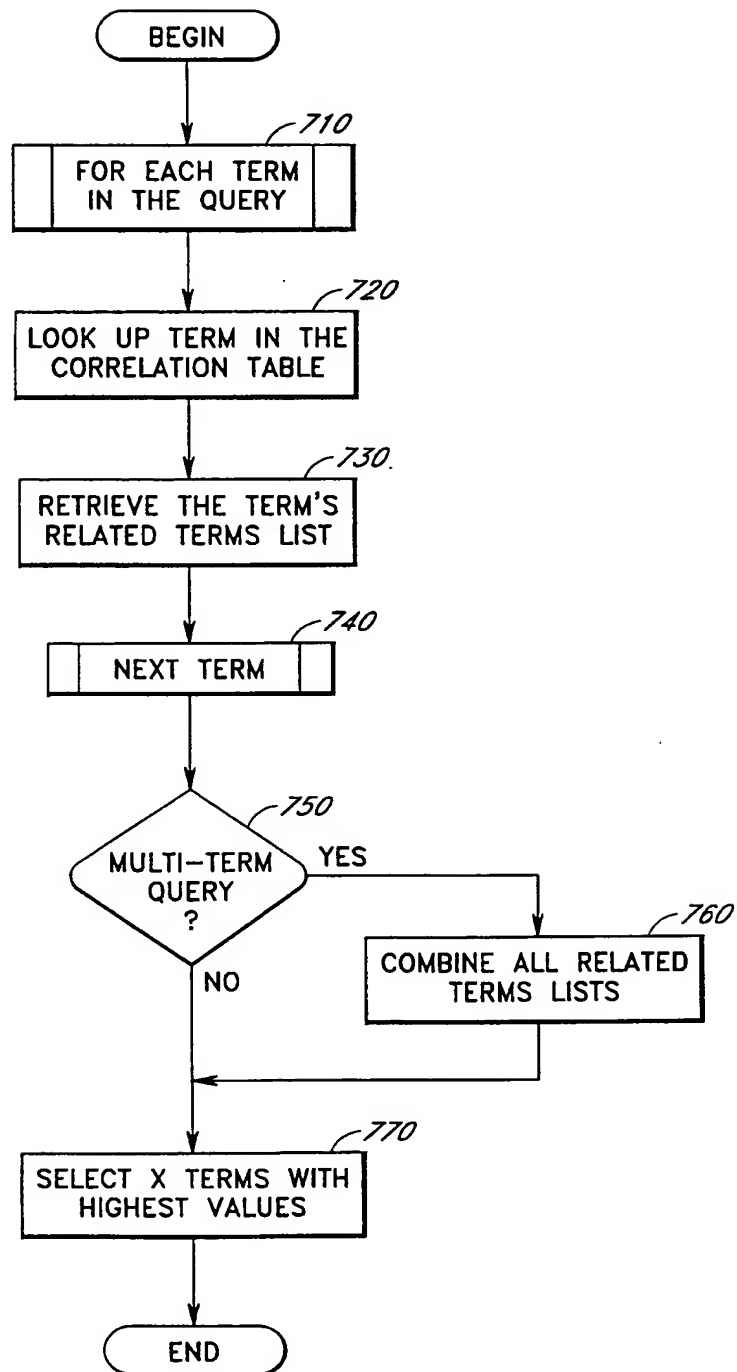 BEGIN
710
FOR EACH TERM
IN THE QUERY
720
LOOK UP TERM IN THE
CORRELATION TABLE
730
RETRIEVE THE TERM'S
RELATED TERMS LIST
740
NEXT TERM
750
MULTI-TERM
QUERY
?
YES
760
COMBINE ALL RELATED
TERMS LISTS
NO
770
SELECT X TERMS WITH
HIGHEST VALUES
END